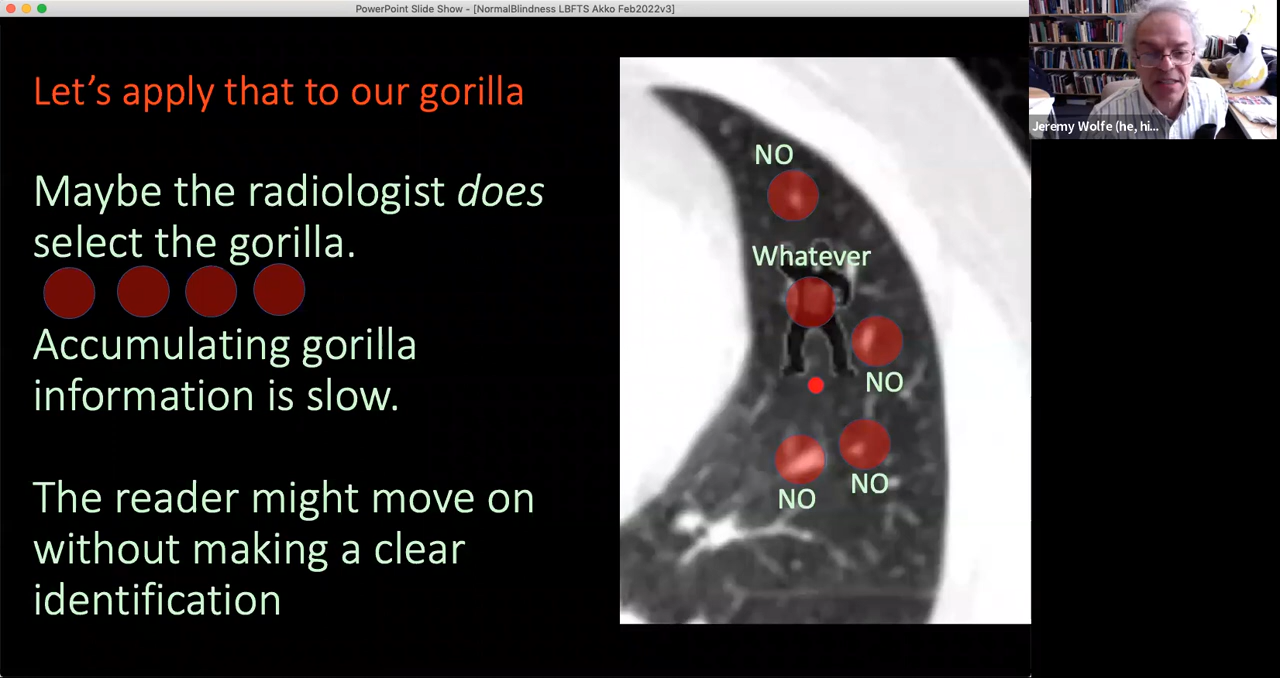 PowerPoint Slide Show - [NormalBlindness LBFTS Akko Feb2022v3]
Let's apply that to our gorilla
Maybe the radiologist does
select the gorilla.
Accumulating gorilla
information is slow.
The reader might move on
without making a clear
identification
NO
Whatever
NO
NO
NO
Jeremy Wolfe (he, hi...